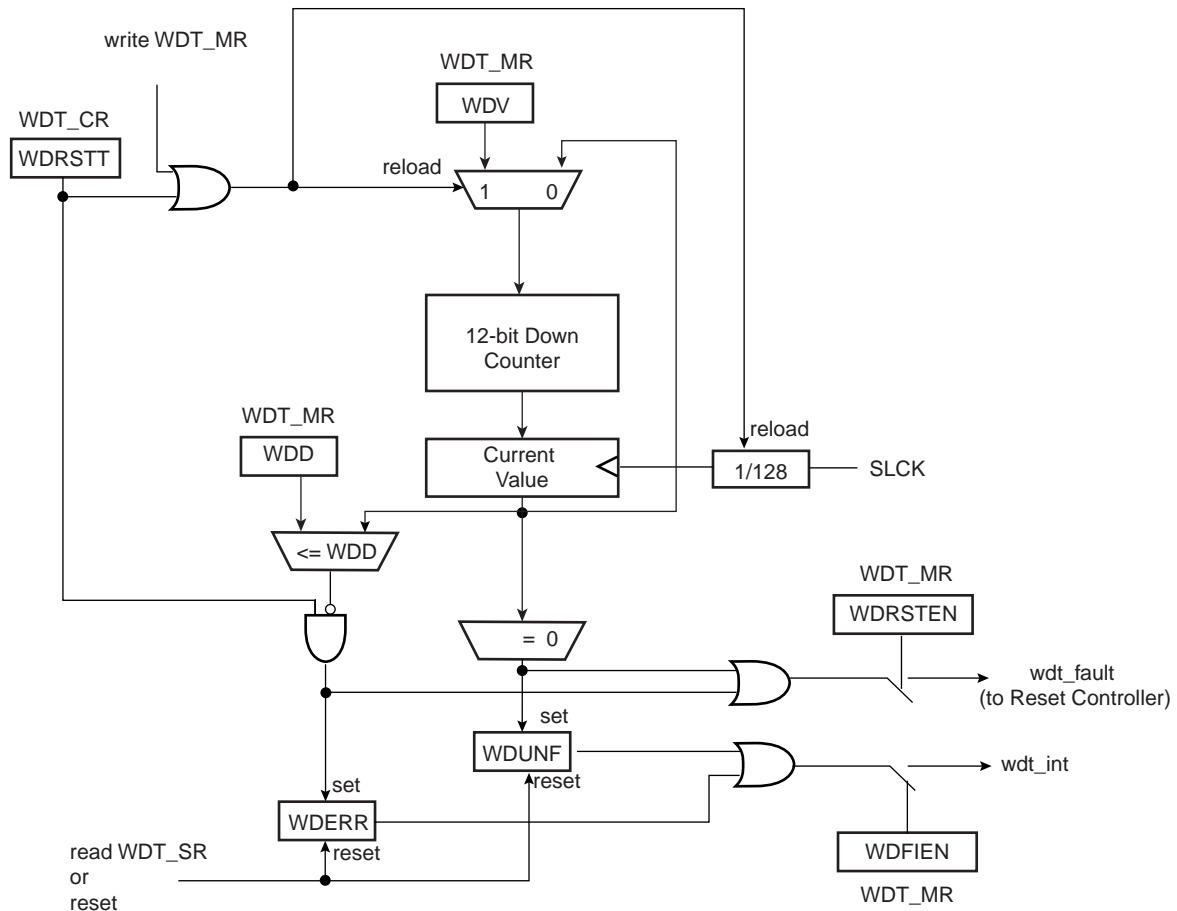 write WDT_MR
WDT_MR
WDV
WDT_CR
WDRSTT
reload
1 0
12-bit Down
Counter
WDT_MR
WDD
Current
Value
reload
1/128
SLCK
<= WDD
= 0
WDT_MR
WDRSTEN
wdt_fault
(to Reset Controller)
set
WDUNF
reset
wdt_int
set
WDERR
reset
WDFIEN
WDT_MR
read WDT_SR
or
reset